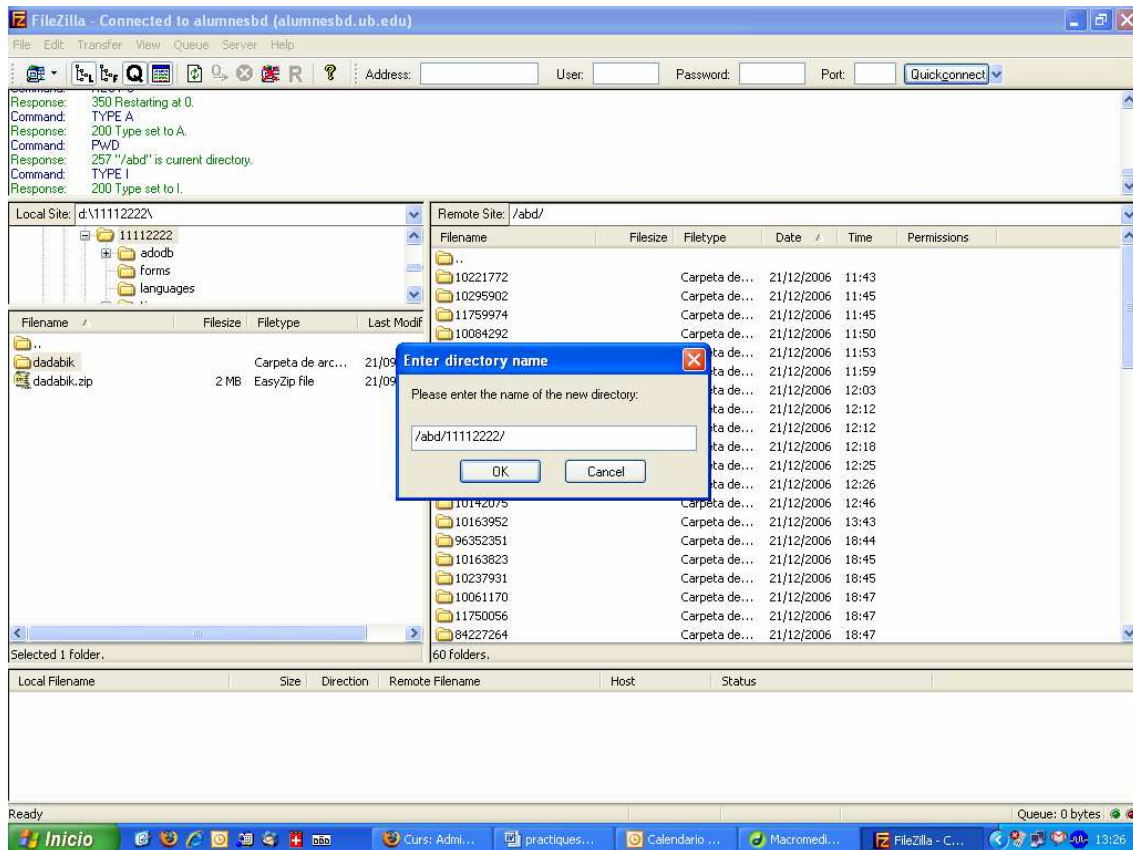 FileZilla - Connected to alumnesbd (alumnesbd.ub.edu)
File Edit Transfer View Queue Server Help
Address: User: Password: Port: Quickconnect
Response: 350 Restarting at 0.
Command: TYPE A
Response: 200 Type set to A.
Command: PWD
Response: 257 "/abd" is current directory.
Command: TYPE I
Response: 200 Type set to I.
Local Site: d:\11112222\
11112222
adodb
forms
languages
Filename Filesize Filetype Last Modif
..
dadabik Carpeta de arc... 21/09
dadabik.zip 2 MB EasyZip file 21/09
Selected 1 folder.
Remote Site: /abd/
Filename Filesize Filetype Date Time Permissions
..
10221772 Carpeta de... 21/12/2006 11:43
10295902 Carpeta de... 21/12/2006 11:45
11759974 Carpeta de... 21/12/2006 11:45
10084292 Carpeta de... 21/12/2006 11:50
ta de... 21/12/2006 11:53
ta de... 21/12/2006 11:59
ta de... 21/12/2006 12:03
ta de... 21/12/2006 12:12
ta de... 21/12/2006 12:12
ta de... 21/12/2006 12:18
ta de... 21/12/2006 12:25
ta de... 21/12/2006 12:26
10142075 Carpeta de... 21/12/2006 12:46
10163952 Carpeta de... 21/12/2006 13:43
96352351 Carpeta de... 21/12/2006 18:44
10163823 Carpeta de... 21/12/2006 18:45
10237931 Carpeta de... 21/12/2006 18:45
10061170 Carpeta de... 21/12/2006 18:47
11750056 Carpeta de... 21/12/2006 18:47
84227264 Carpeta de... 21/12/2006 18:47
60 folders.
Enter directory name
Please enter the name of the new directory:
/abd/11112222/
OK Cancel
Local Filename Size Direction Remote Filename Host Status
Ready Queue: 0 bytes
Inicio Curs: Admi... practiques... Calendario ... Macromedi... FileZilla - C... 13:26